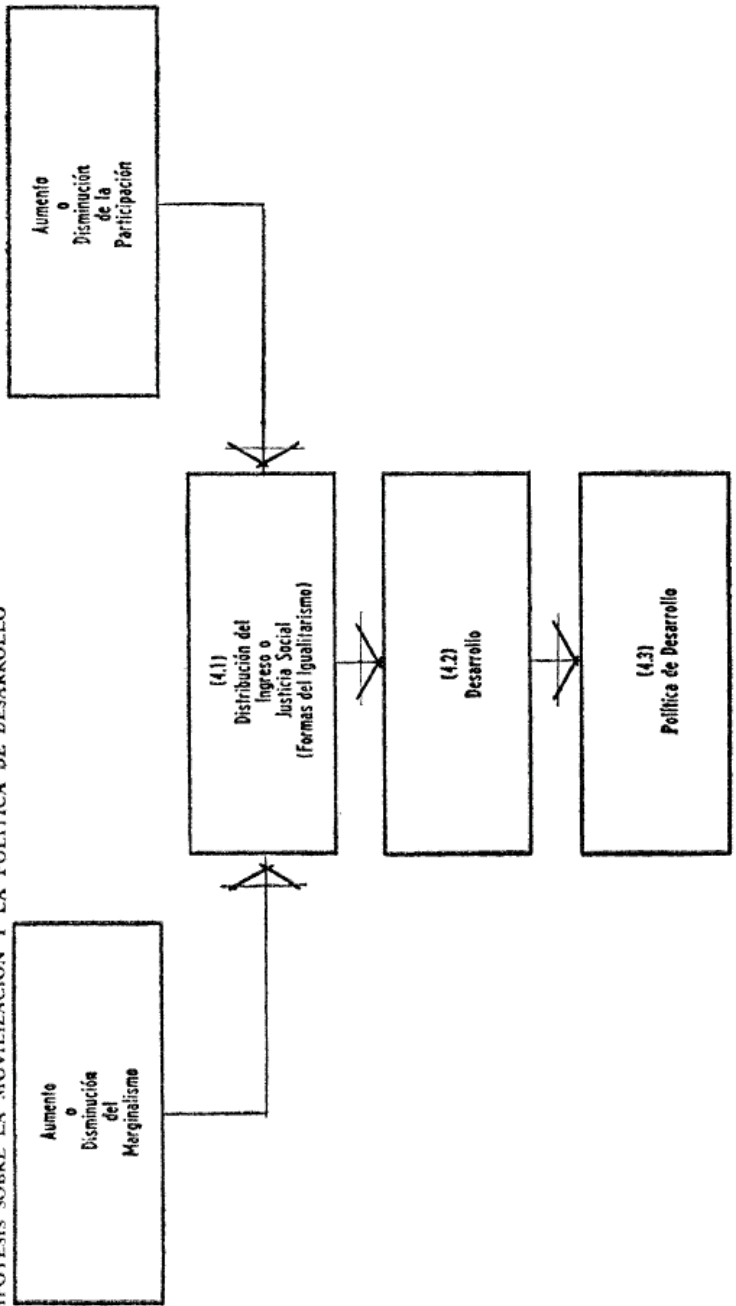 IPÓTESIS SOBRE LA MOVILIZACIÓN Y LA POLÍTICA DE DESARROLLO
Aumento
o
Disminución
del
Marginalismo
Aumento
o
Disminución
de la
Participación
(4.1)
Distribución del
Ingreso o
Justicia Social
(Formas del Igualitarismo)
(4.2)
Desarrollo
(4.3)
Política de Desarrollo